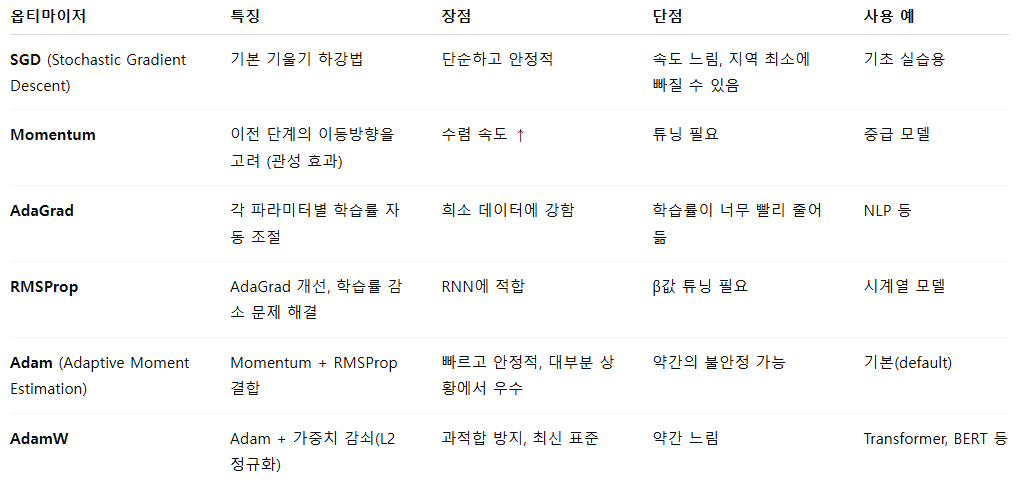 옵티마이저 특징 장점 단점 사용 예
SGD (Stochastic Gradient 기본 기울기 하강법 단순하고 안정적 속도 느림, 지역 최소에 기초 실습용
Descent) 빠질 수 있음
Momentum 이전 단계의 이동방향을 수렴 속도 ↑ 튜닝 필요 중급 모델
고려 (관성 효과)
AdaGrad 각 파라미터별 학습률 자 희소 데이터에 강함 학습률이 너무 빨리 줄어 NLP 등
동 조절 듦
RMSProp AdaGrad 개선, 학습률 감 RNN에 적합 β값 튜닝 필요 시계열 모델
소 문제 해결
Adam (Adaptive Moment Momentum + RMSProp 빠르고 안정적, 대부분 상 약간의 불안정 가능 기본(default)
Estimation) 결합 황에서 우수
AdamW Adam + 가중치 감쇠(L2 과적합 방지, 최신 표준 약간 느림 Transformer, BERT 등
정규화)